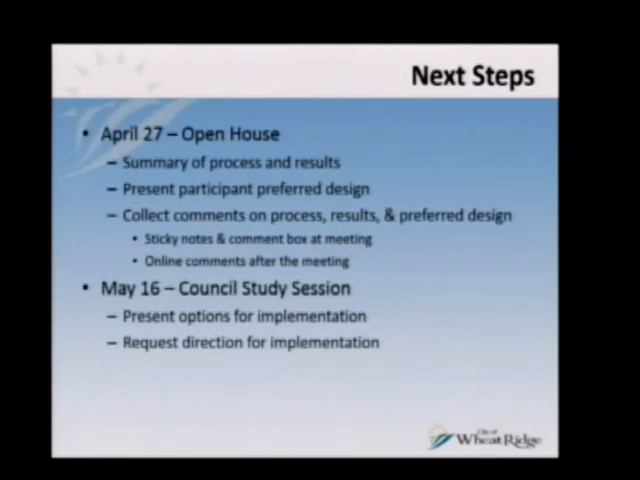 Next Steps
• April 27 – Open House
– Summary of process and results
– Present participant preferred design
– Collect comments on process, results, & preferred design
• Sticky notes & comment box at meeting
• Online comments after the meeting
• May 16 – Council Study Session
– Present options for implementation
– Request direction for implementation
City of
Wheat Ridge